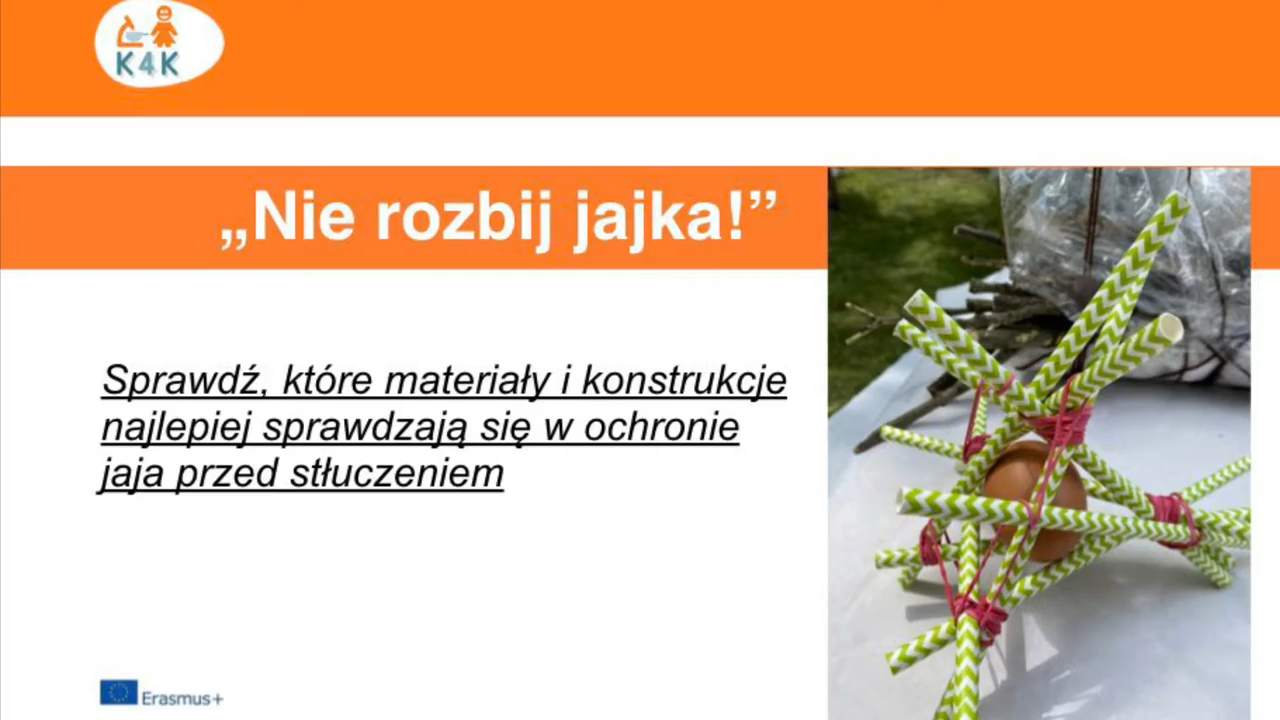 K4K
„Nie rozbij jajka!”
Sprawdź, które materiały i konstrukcje
najlepiej sprawdzają się w ochronie
jaja przed stłuczeniem
Erasmus+